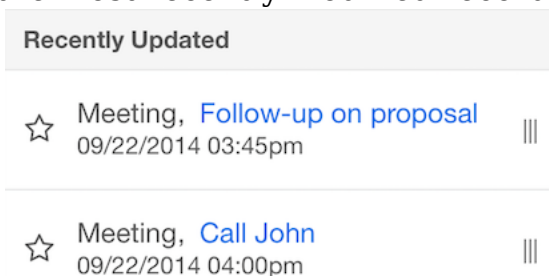 Recently Updated
Meeting, Follow-up on proposal
09/22/2014 03:45pm
Meeting, Call John
09/22/2014 04:00pm